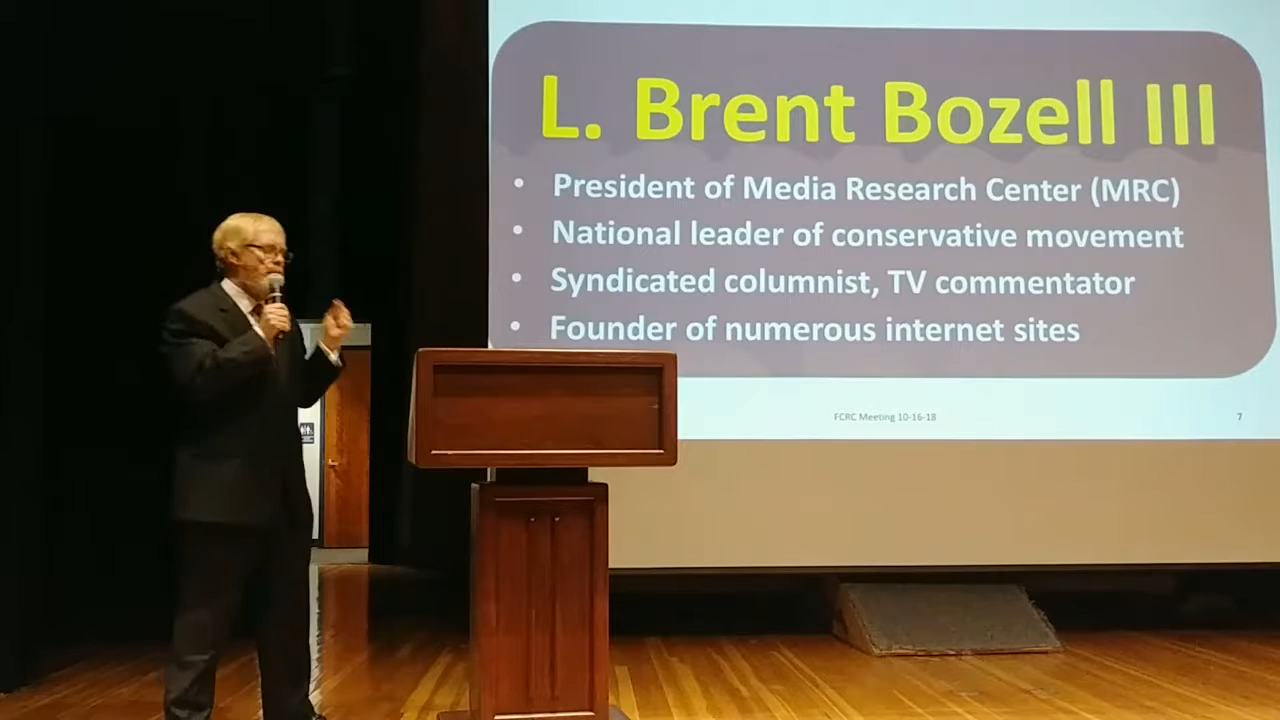 L. Brent Bozell III
• President of Media Research Center (MRC)
• National leader of conservative movement
• Syndicated columnist, TV commentator
• Founder of numerous internet sites
FCRC Meeting 10-16-18
7